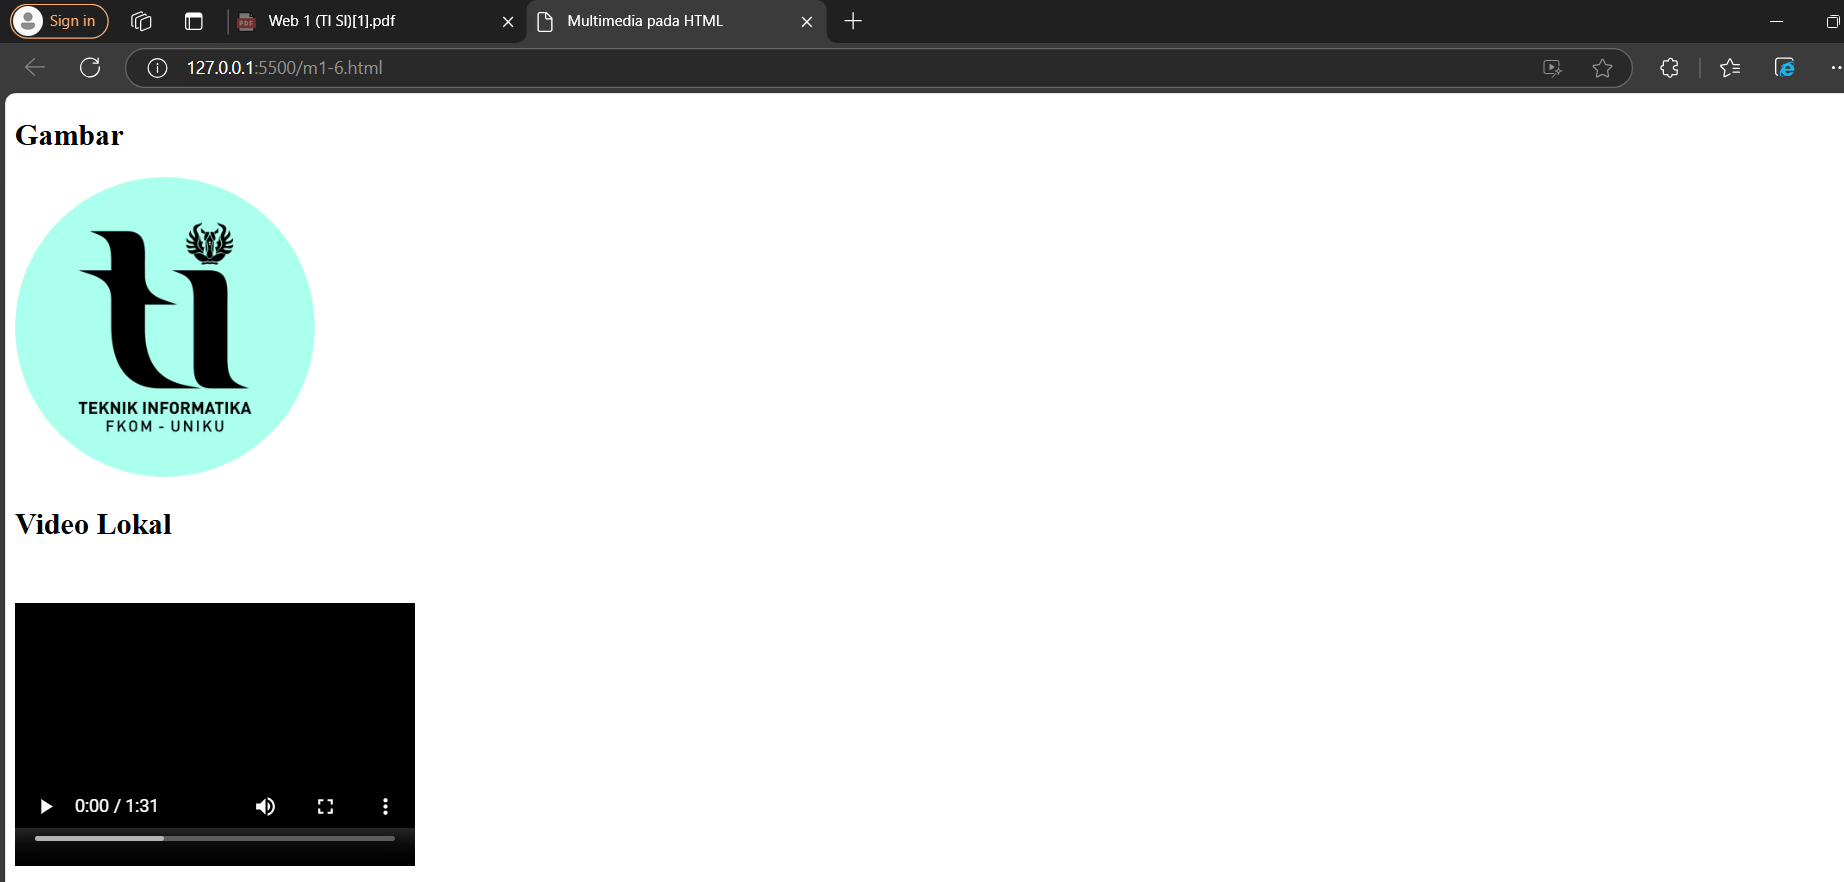 Sign in
Web 1 (TI SI)[1].pdf
Multimedia pada HTML
127.0.0.1:5500/m1-6.html
Gambar
ti
TEKNIK INFORMATIKA
FKOM - UNIKU
Video Lokal
0:00 / 1:31